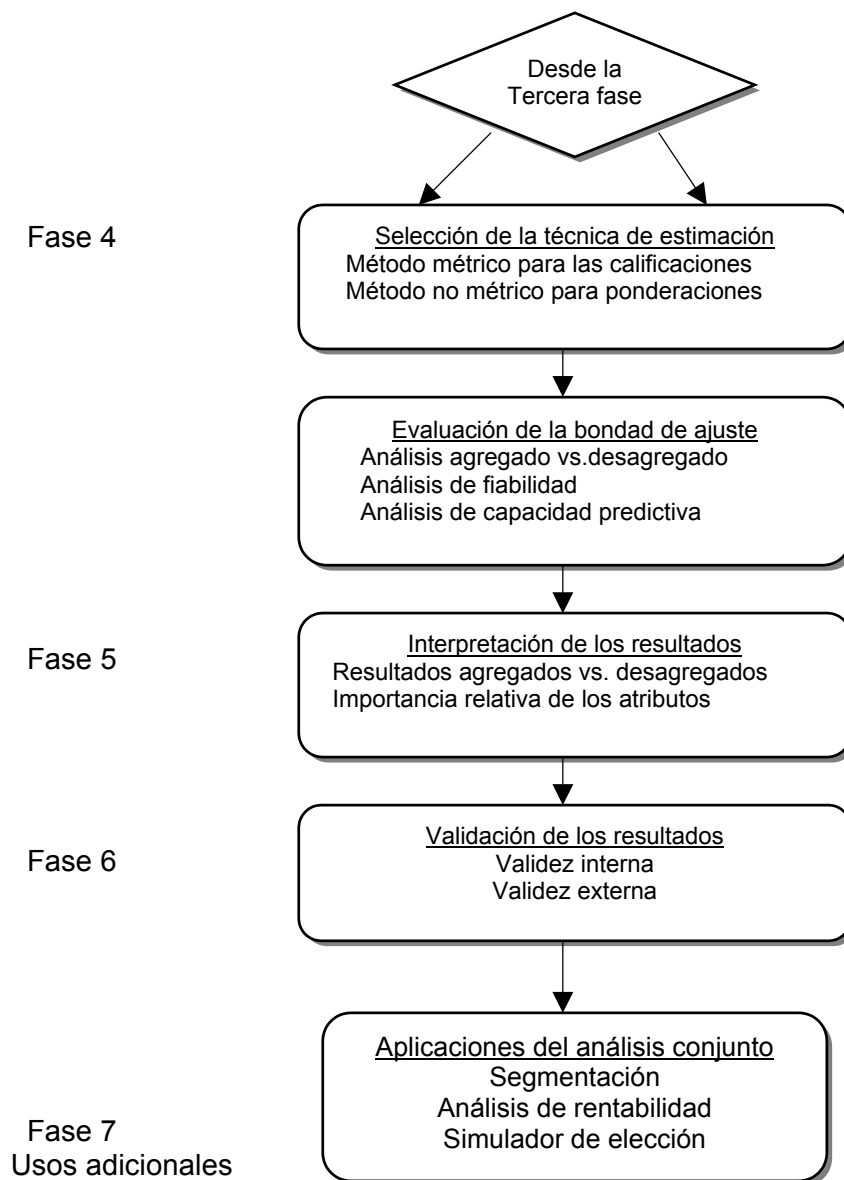 Desde la
Tercera fase
Fase 4
Selección de la técnica de estimación
Método métrico para las calificaciones
Método no métrico para ponderaciones
Evaluación de la bondad de ajuste
Análisis agregado vs.desagregado
Análisis de fiabilidad
Análisis de capacidad predictiva
Fase 5
Interpretación de los resultados
Resultados agregados vs. desagregados
Importancia relativa de los atributos
Fase 6
Validación de los resultados
Validez interna
Validez externa
Aplicaciones del análisis conjunto
Segmentación
Análisis de rentabilidad
Simulador de elección
Fase 7
Usos adicionales